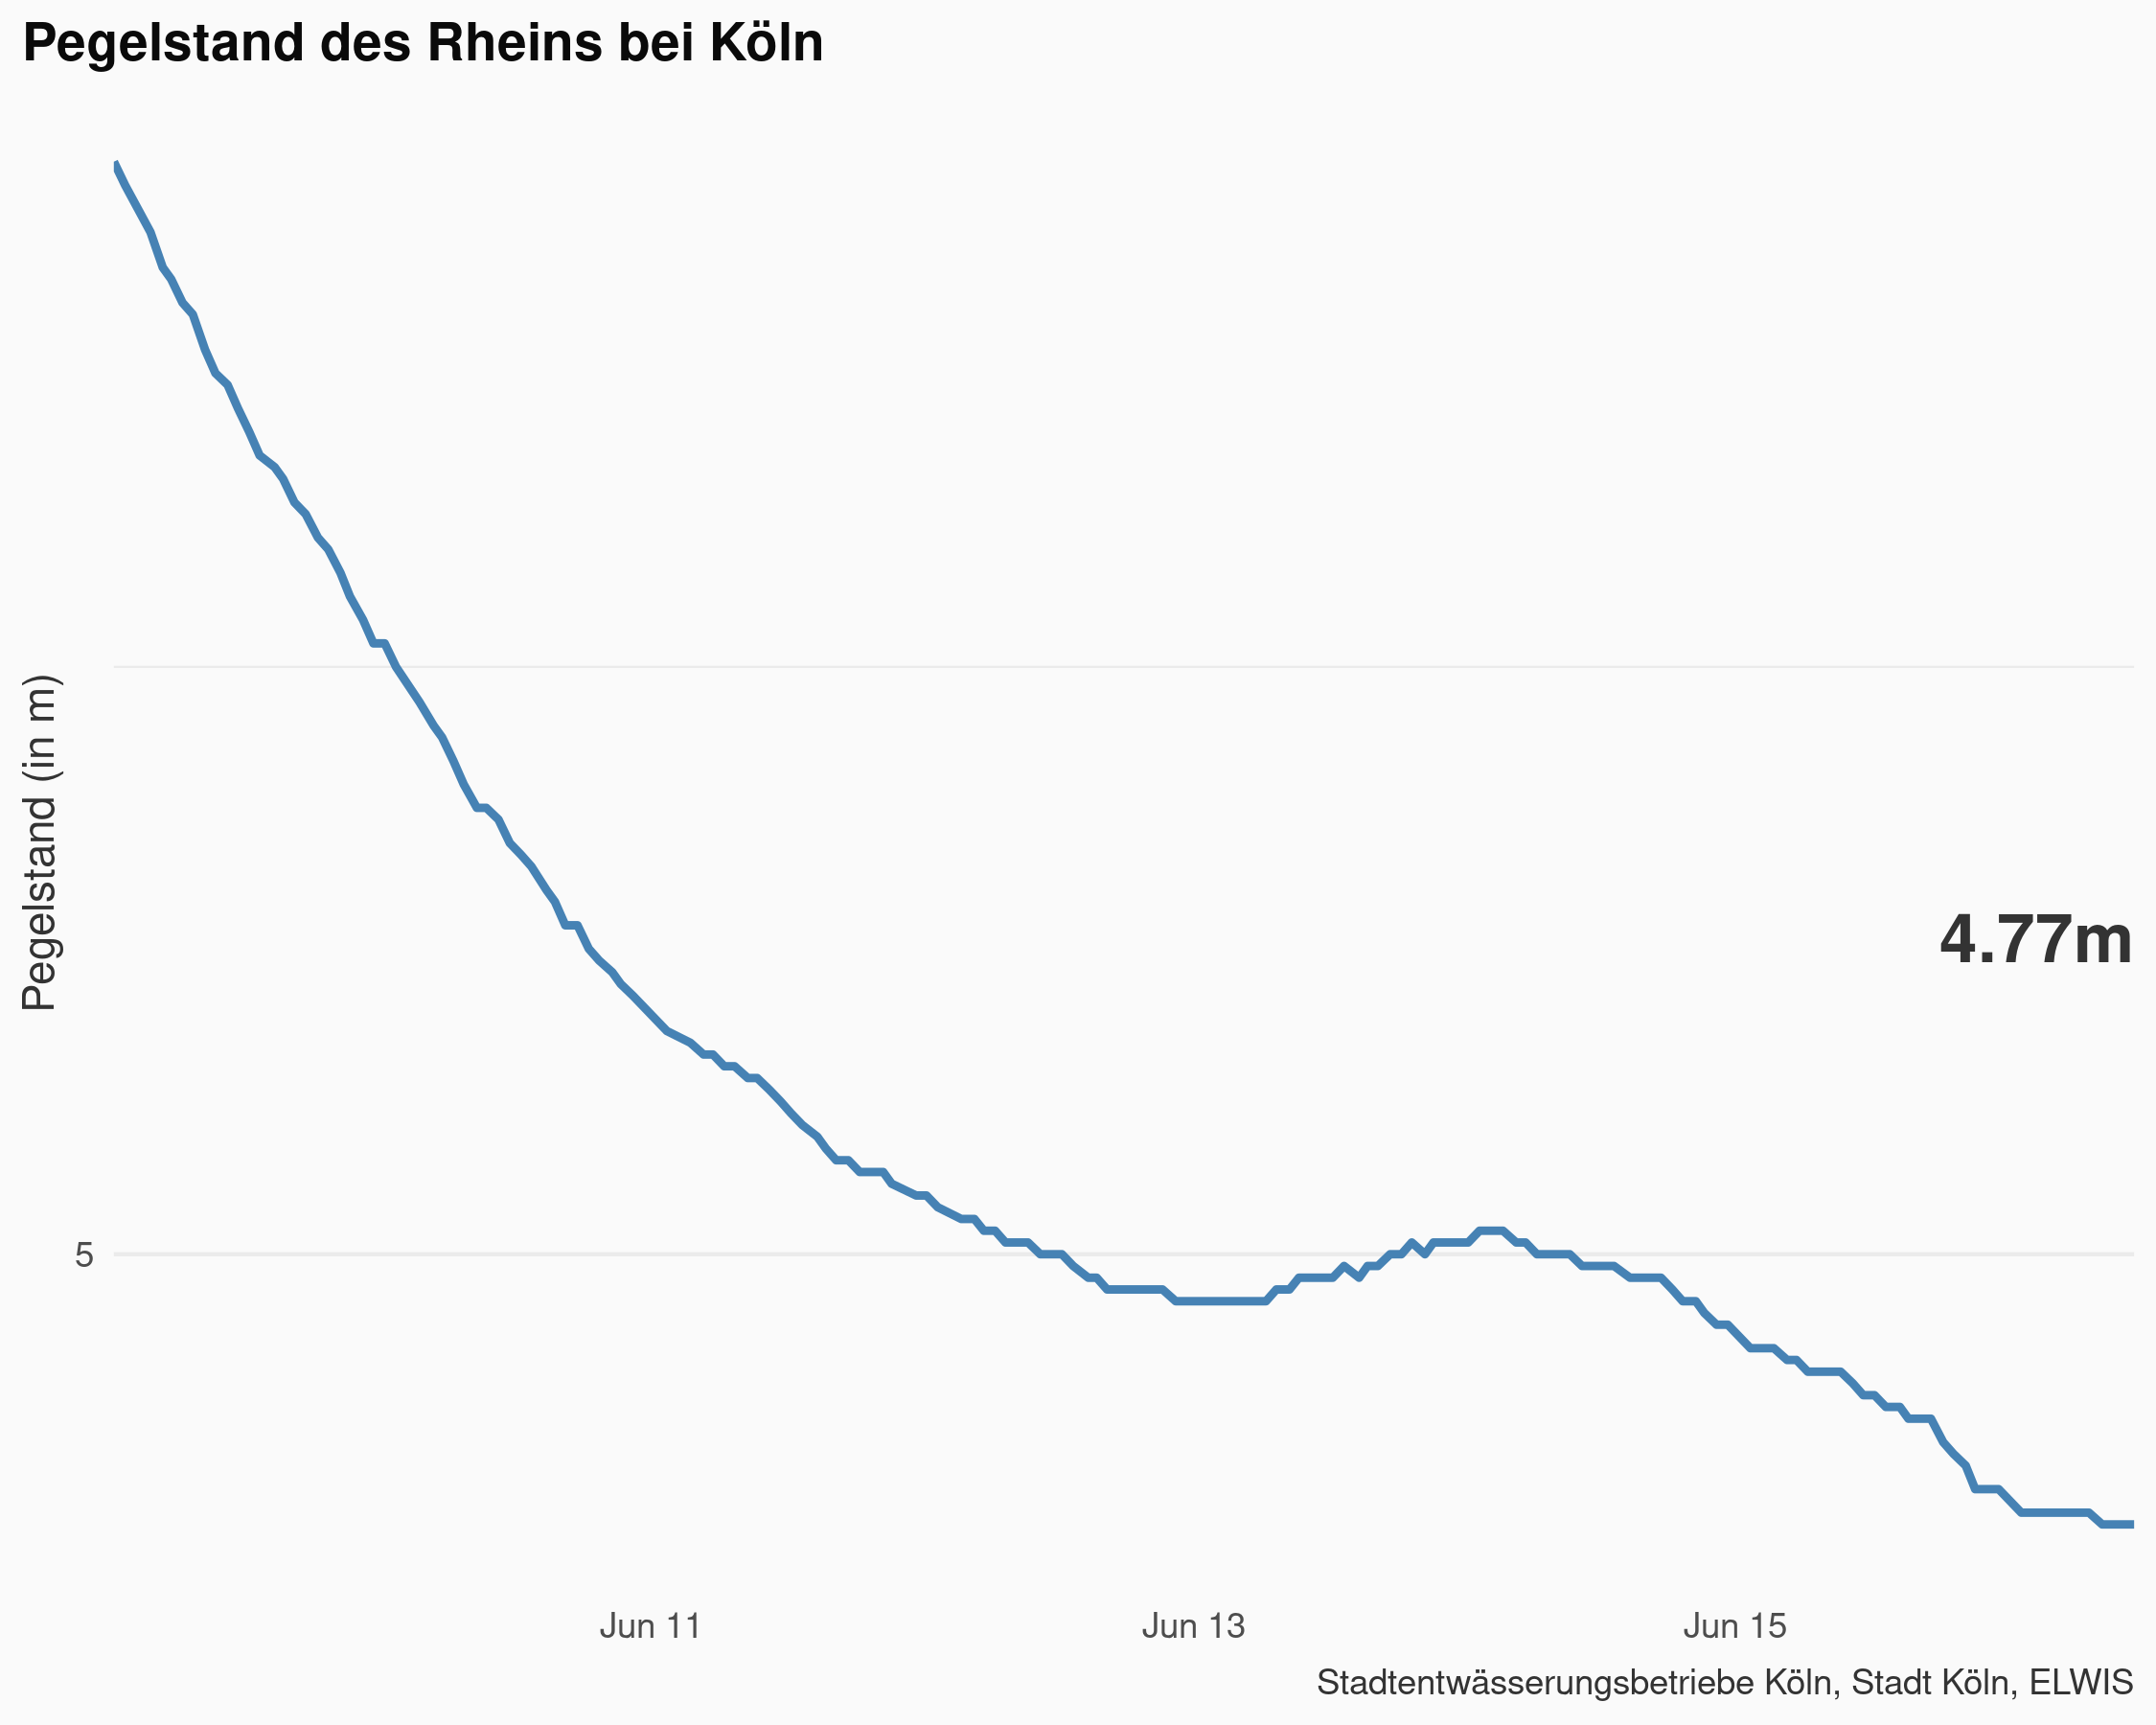 Pegelstand des Rheins bei Köln
Pegelstand (in m)
4.77m
5
Jun 11
Jun 13
Jun 15
Stadtentwässerungsbetriebe Köln, Stadt Köln, ELWIS